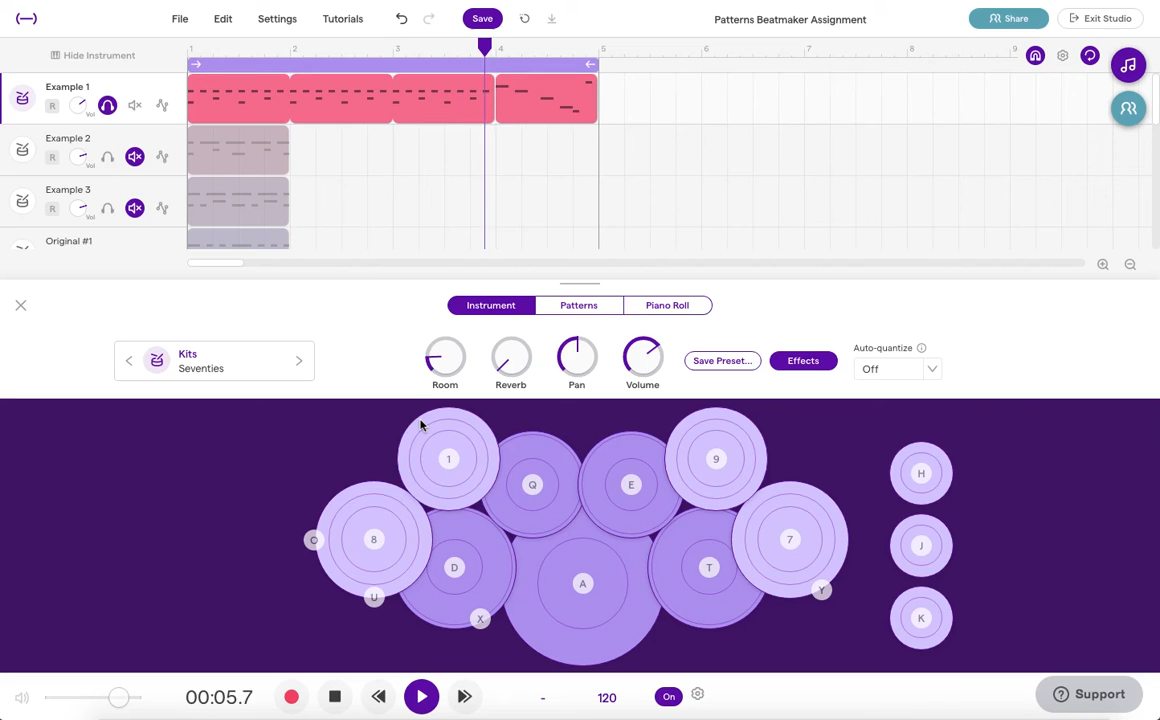 File Edit Settings Tutorials Save Patterns Beatmaker Assignment Share Exit Studio
Hide Instrument 1 2 3 4 5 6 7 8 9
Example 1
R Vol
Example 2
R Vol
Example 3
R Vol
Original #1
Instrument Patterns Piano Roll
Kits
Seventies
Room Reverb Pan Volume
Save Preset... Effects
Auto-quantize
Off
1 9
Q E H
8 7
C D A T J
U X Y K
00:05.7 - 120 On Support